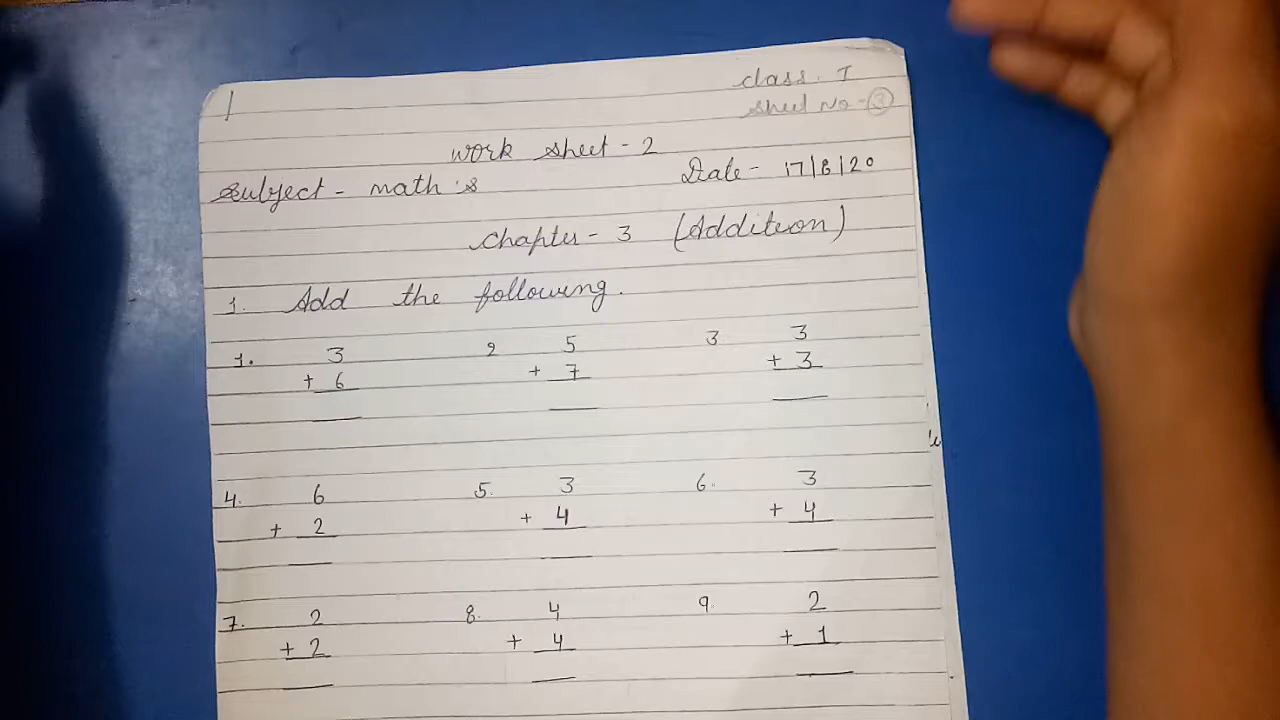 class. I
sheet No - 3
Work sheet - 2
Subject - math's
Date - 17/8/20
Chapter - 3 (Addition)
1. Add the following.
1. 3 2 5 3 3
+ 6 + 7 + 3
4. 6 5. 3 6. 3
+ 2 + 4 + 4
7. 2 8. 4 9. 2
+ 2 + 4 + 1